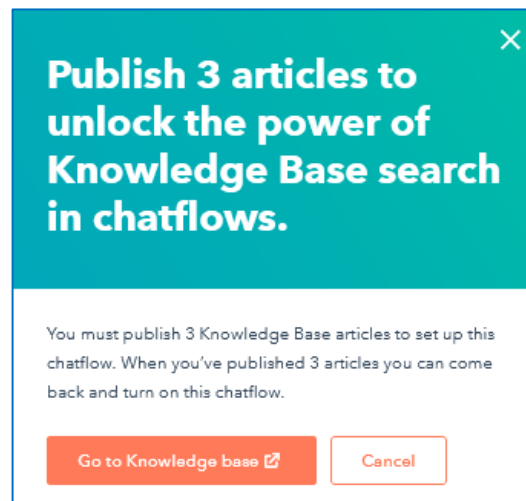 Publish 3 articles to
unlock the power of
Knowledge Base search
in chatflows.
You must publish 3 Knowledge Base articles to set up this
chatflow. When you've published 3 articles you can come
back and turn on this chatflow.
Go to Knowledge base
Cancel